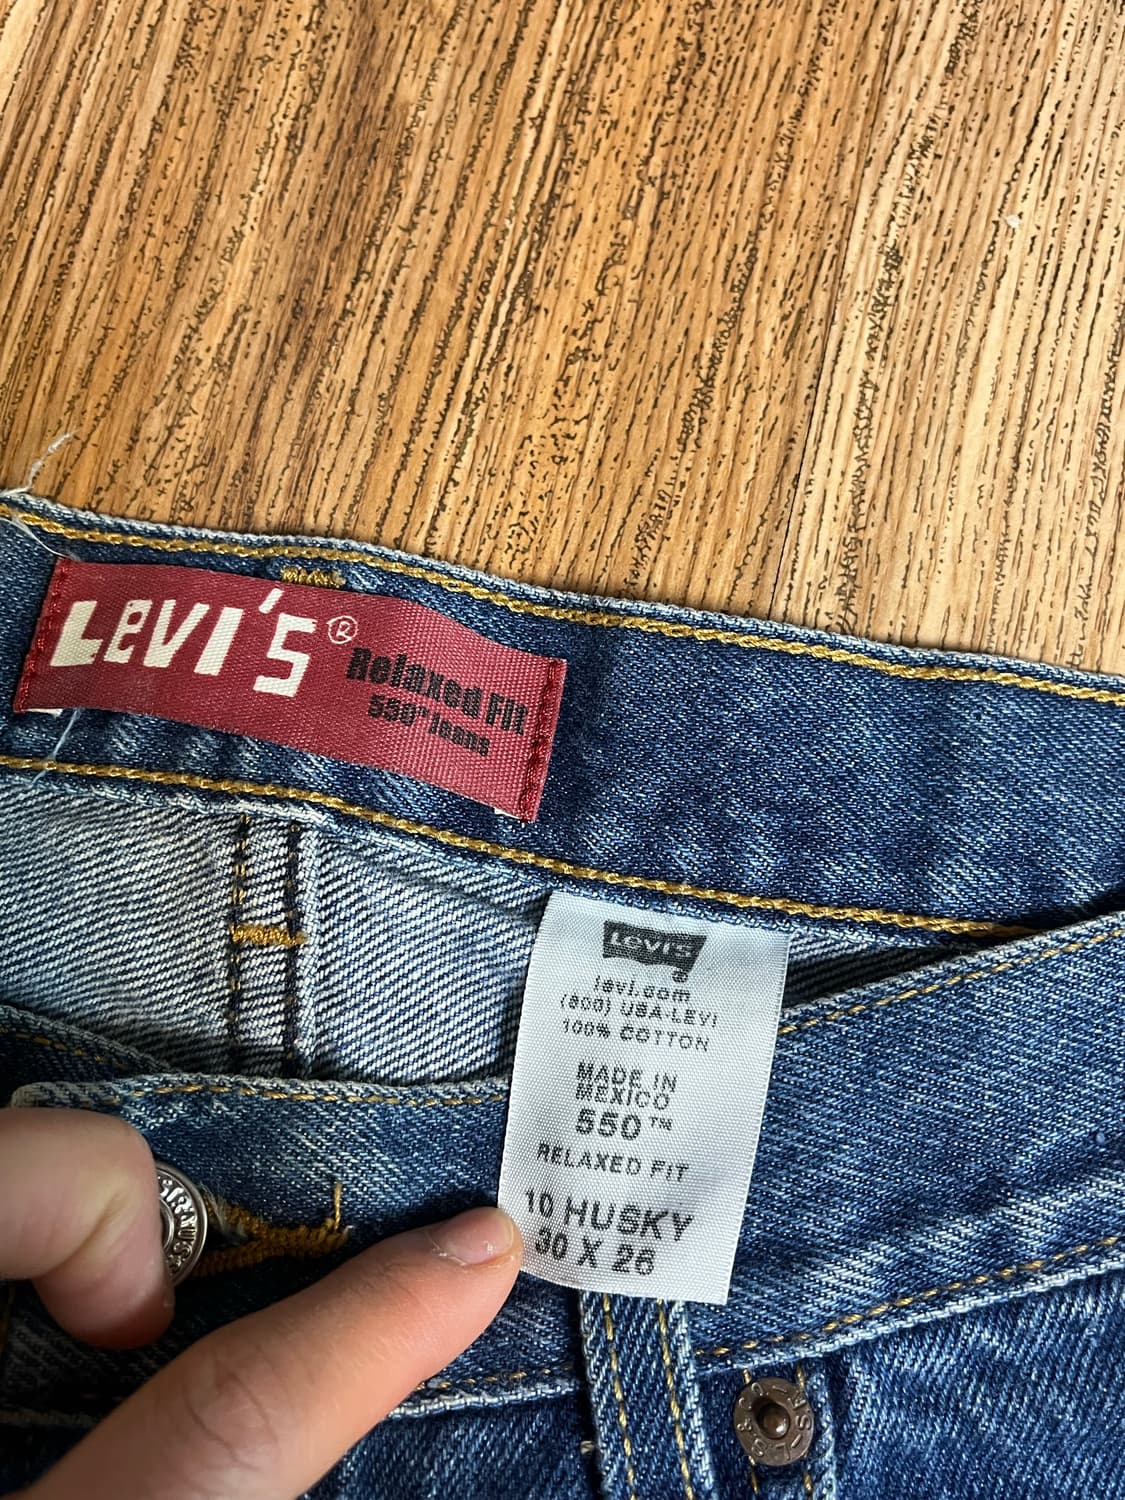 LEVI'S®
Relaxed Fit
550™ Jeans
LEVI'S
levi.com
(800) USA-LEVI
100% COTTON
MADE IN
MEXICO
550™
RELAXED FIT
10 HUSKY
30 X 26